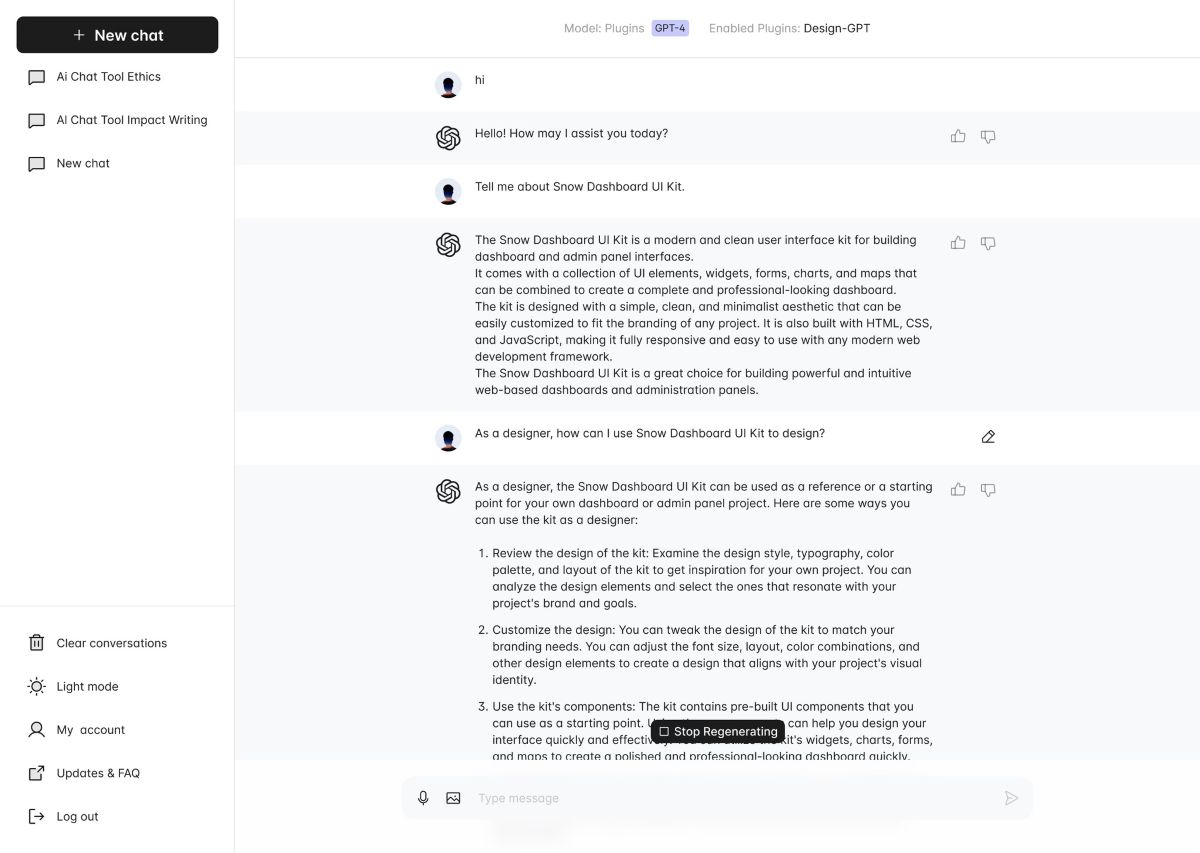 New chat
Ai Chat Tool Ethics
AI Chat Tool Impact Writing
New chat
Clear conversations
Light mode
My account
Updates & FAQ
Log out
Model: Plugins GPT-4 Enabled Plugins: Design-GPT
hi
Hello! How may I assist you today?
Tell me about Snow Dashboard UI Kit.
The Snow Dashboard UI Kit is a modern and clean user interface kit for building
dashboard and admin panel interfaces.
It comes with a collection of UI elements, widgets, forms, charts, and maps that
can be combined to create a complete and professional-looking dashboard.
The kit is designed with a simple, clean, and minimalist aesthetic that can be
easily customized to fit the branding of any project. It is also built with HTML, CSS,
and JavaScript, making it fully responsive and easy to use with any modern web
development framework.
The Snow Dashboard UI Kit is a great choice for building powerful and intuitive
web-based dashboards and administration panels.
As a designer, how can I use Snow Dashboard UI Kit to design?
As a designer, the Snow Dashboard UI Kit can be used as a reference or a starting
point for your own dashboard or admin panel project. Here are some ways you
can use the kit as a designer:
1. Review the design of the kit: Examine the design style, typography, color
palette, and layout of the kit to get inspiration for your own project. You can
analyze the design elements and select the ones that resonate with your
project's brand and goals.
2. Customize the design: You can tweak the design of the kit to match your
branding needs. You can adjust the font size, layout, color combinations, and
other design elements to create a design that aligns with your project's visual
identity.
3. Use the kit's components: The kit contains pre-built UI components that you
can use as a starting point. can help you design your
Stop Regenerating
interface quickly and kit's widgets, charts, forms,
and maps to create a polished and professional-looking dashboard quickly.
Type message